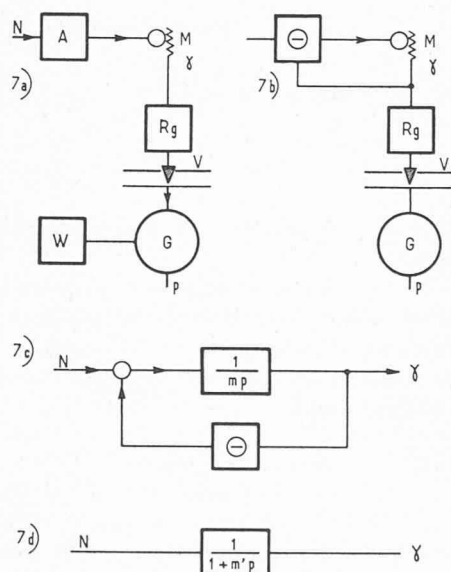 N A M γ
7a)
Rg
V
W G
p
⊖ M γ
7b)
Rg
V
G
p
7c) N 1/mp γ
⊖
7d) N 1/(1 + m'p) γ